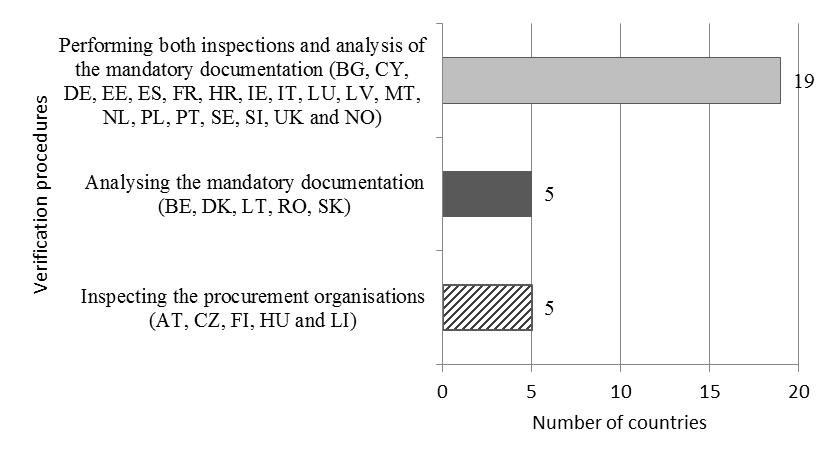 Verification procedures
Performing both inspections and analysis of
the mandatory documentation (BG, CY,
DE, EE, ES, FR, HR, IE, IT, LU, LV, MT,
NL, PL, PT, SE, SI, UK and NO)
19
Analysing the mandatory documentation
(BE, DK, LT, RO, SK)
5
Inspecting the procurement organisations
(AT, CZ, FI, HU and LI)
5
0 5 10 15 20
Number of countries